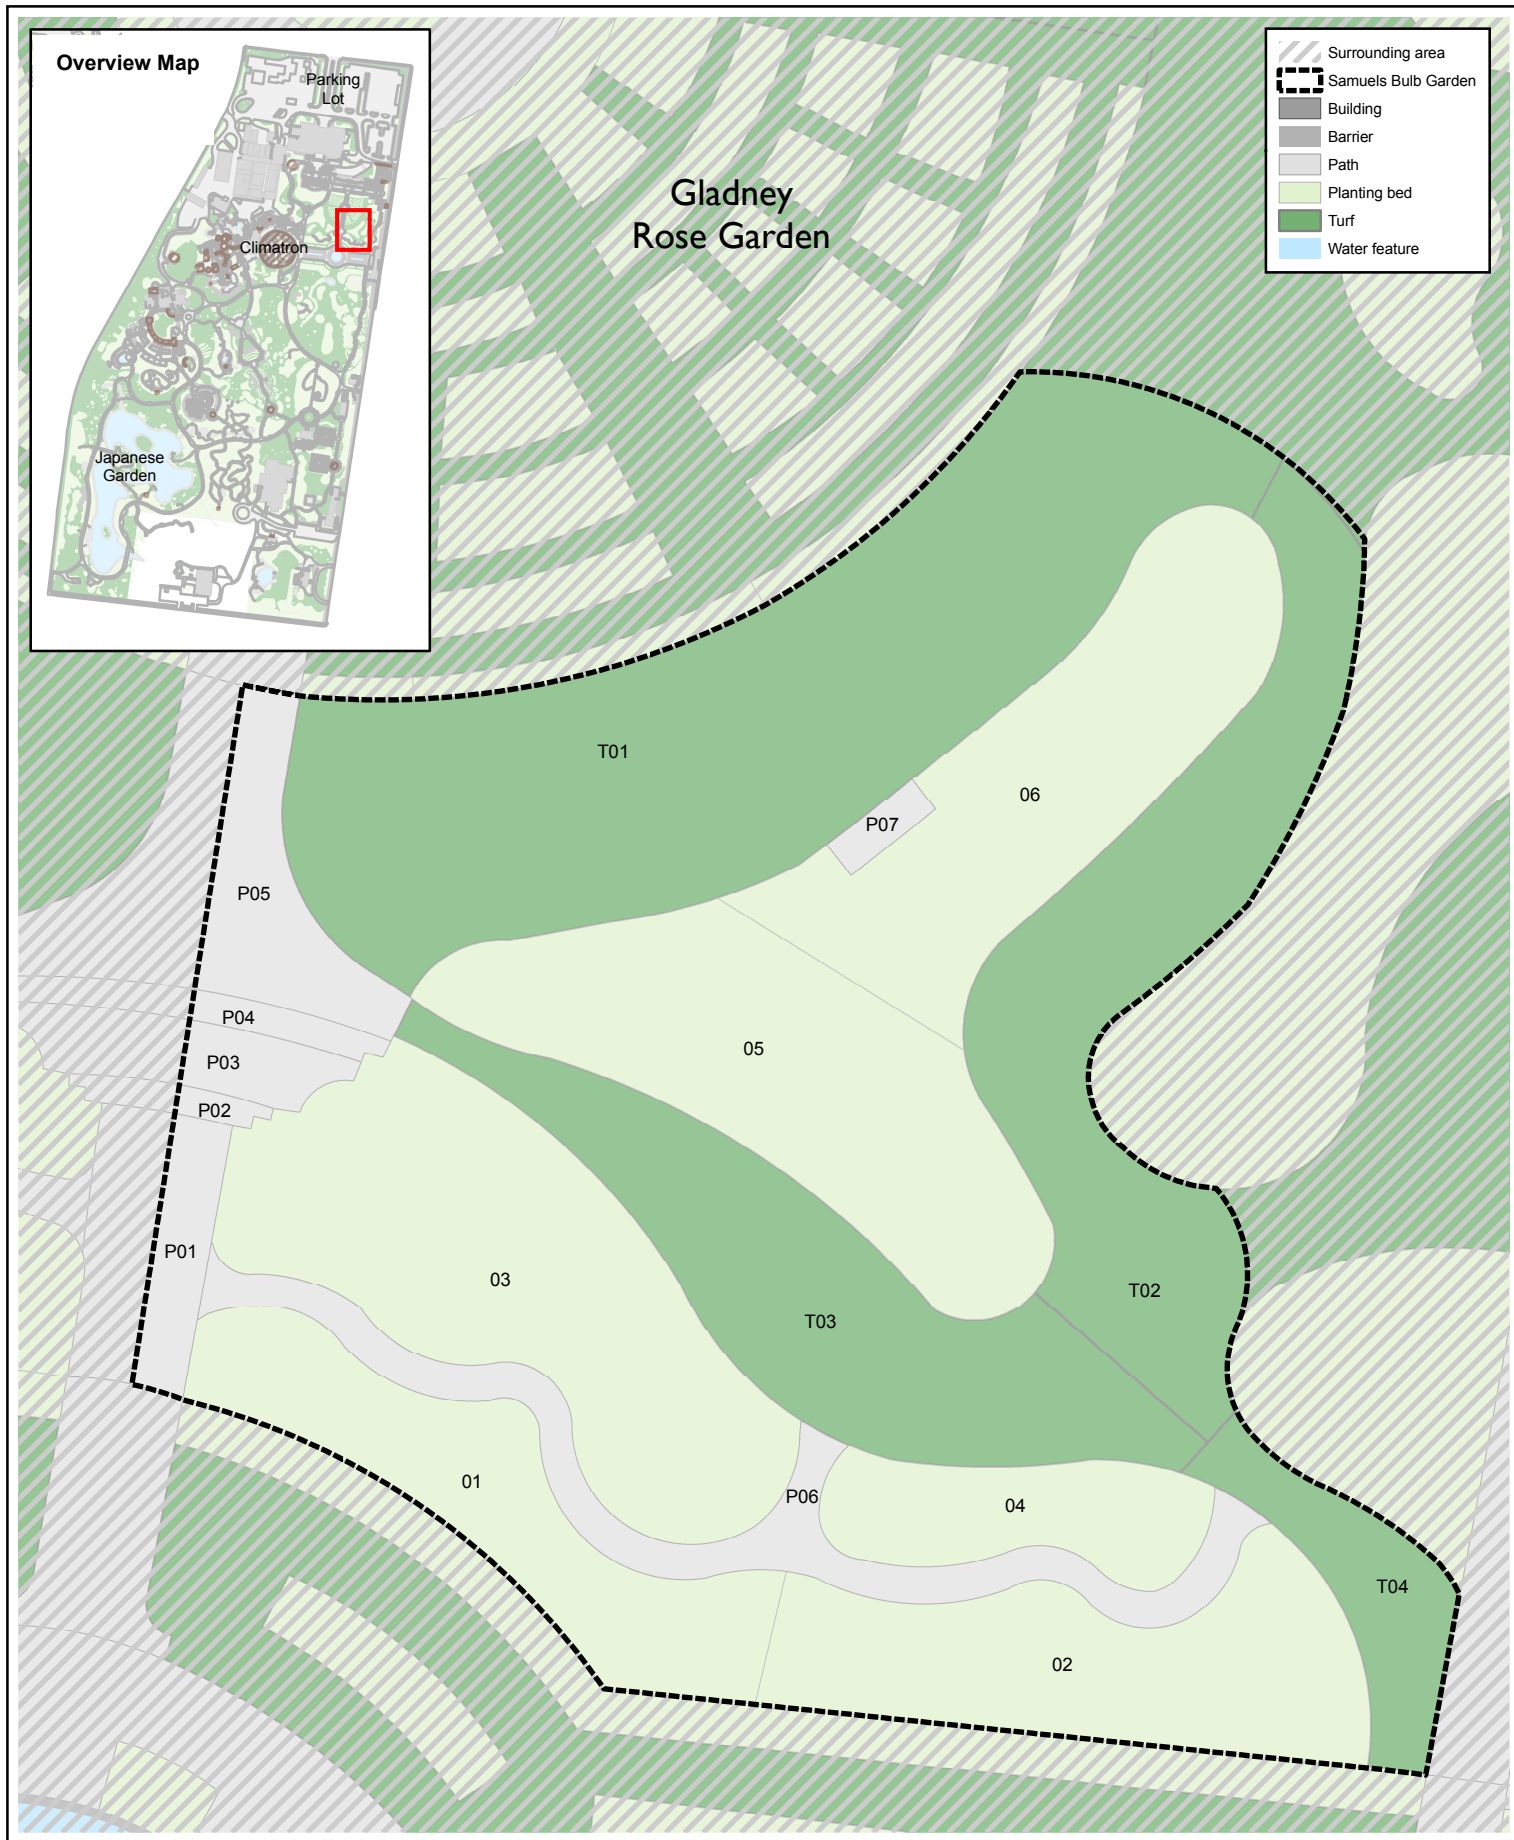 Overview Map
Parking
Lot
Climatron
Japanese
Garden
Surrounding area
Samuels Bulb Garden
Building
Barrier
Path
Planting bed
Turf
Water feature
Gladney
Rose Garden
T01
06
P07
P05
P04
05
P03
P02
P01
03
T02
T03
01
P06
04
T04
02